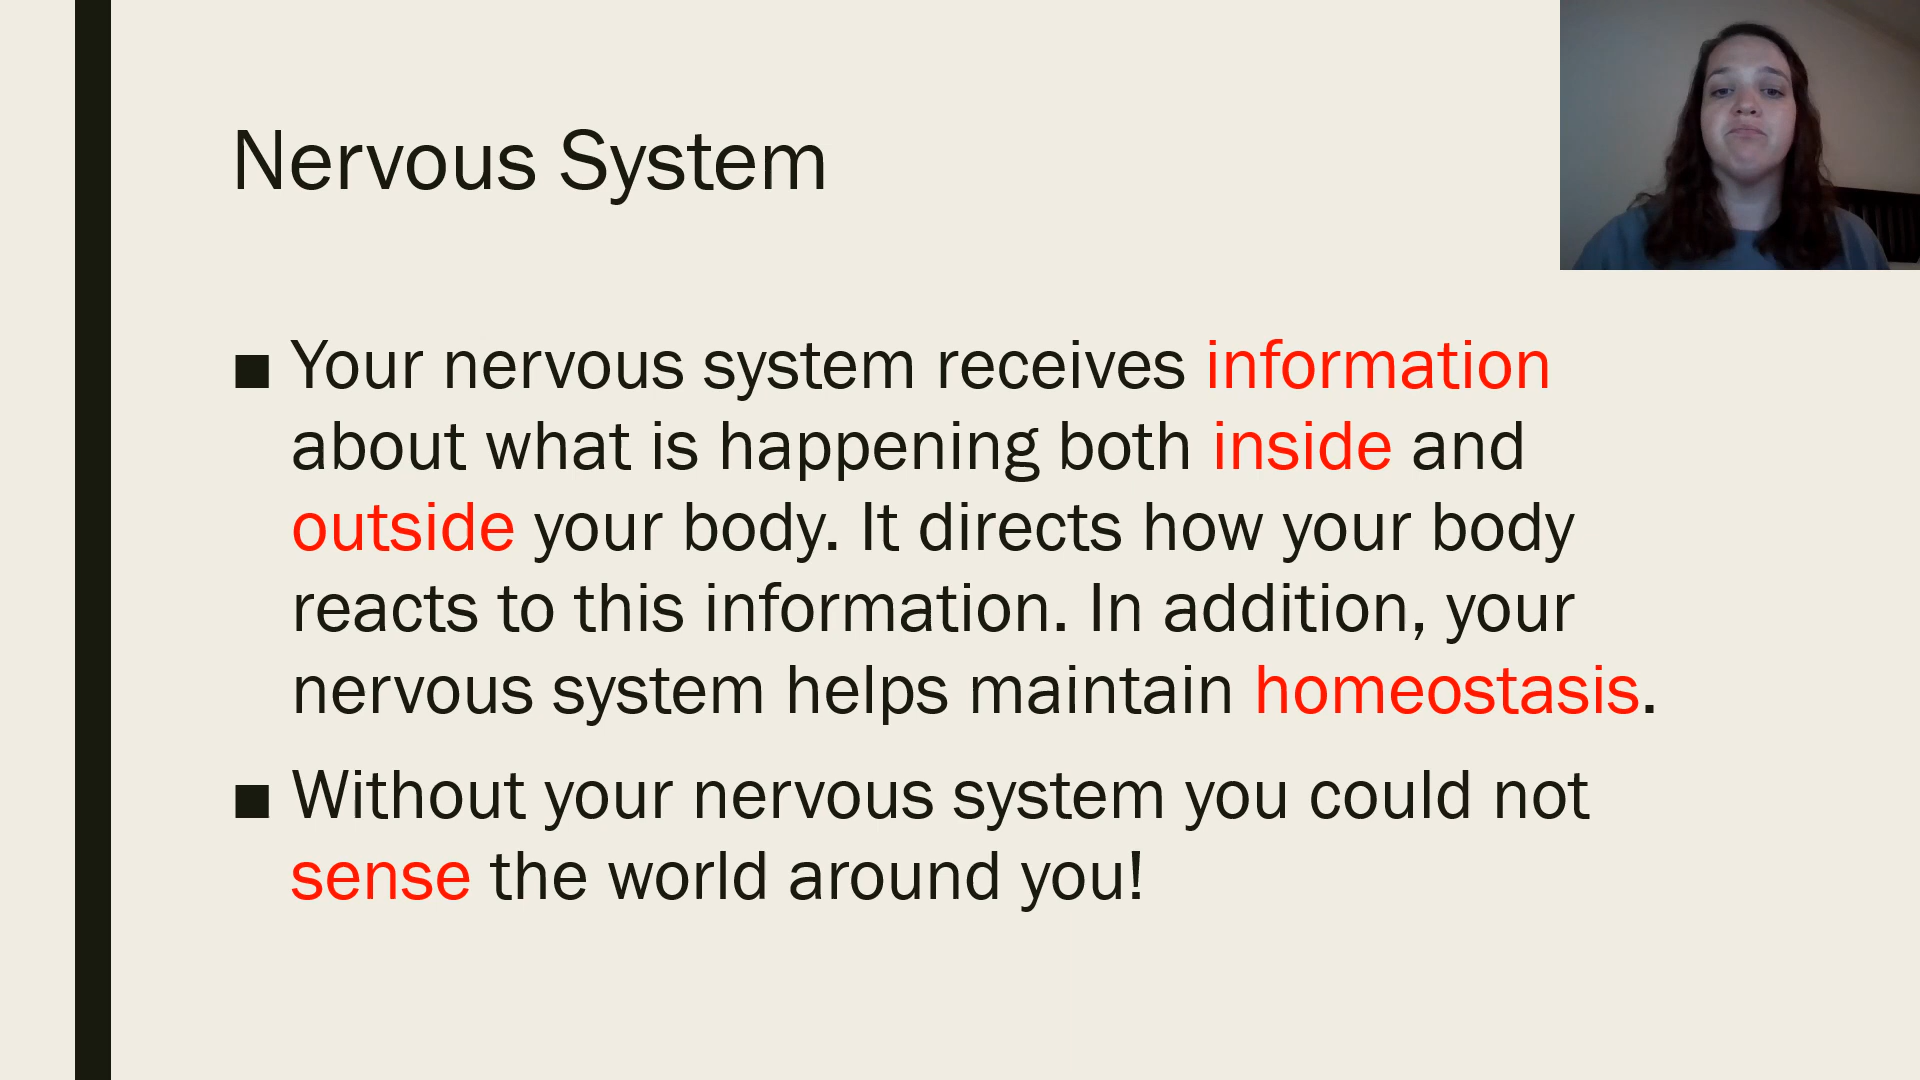 Nervous System
■ Your nervous system receives information
about what is happening both inside and
outside your body. It directs how your body
reacts to this information. In addition, your
nervous system helps maintain homeostasis.
■ Without your nervous system you could not
sense the world around you!